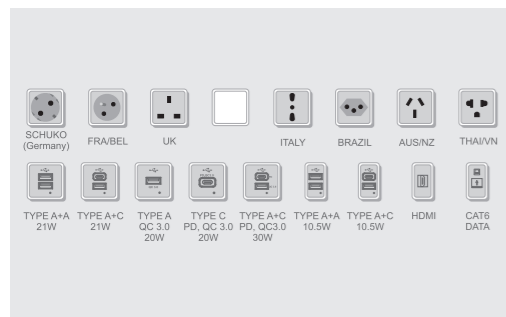 SCHUKO
(Germany)
FRA/BEL
UK
ITALY
BRAZIL
AUS/NZ
THAI/VN
TYPE A+A
21W
TYPE A+C
21W
TYPE A
QC 3.0
20W
TYPE C
PD, QC 3.0
20W
TYPE A+C
PD, QC3.0
30W
TYPE A+A
10.5W
TYPE A+C
10.5W
HDMI
CAT6
DATA